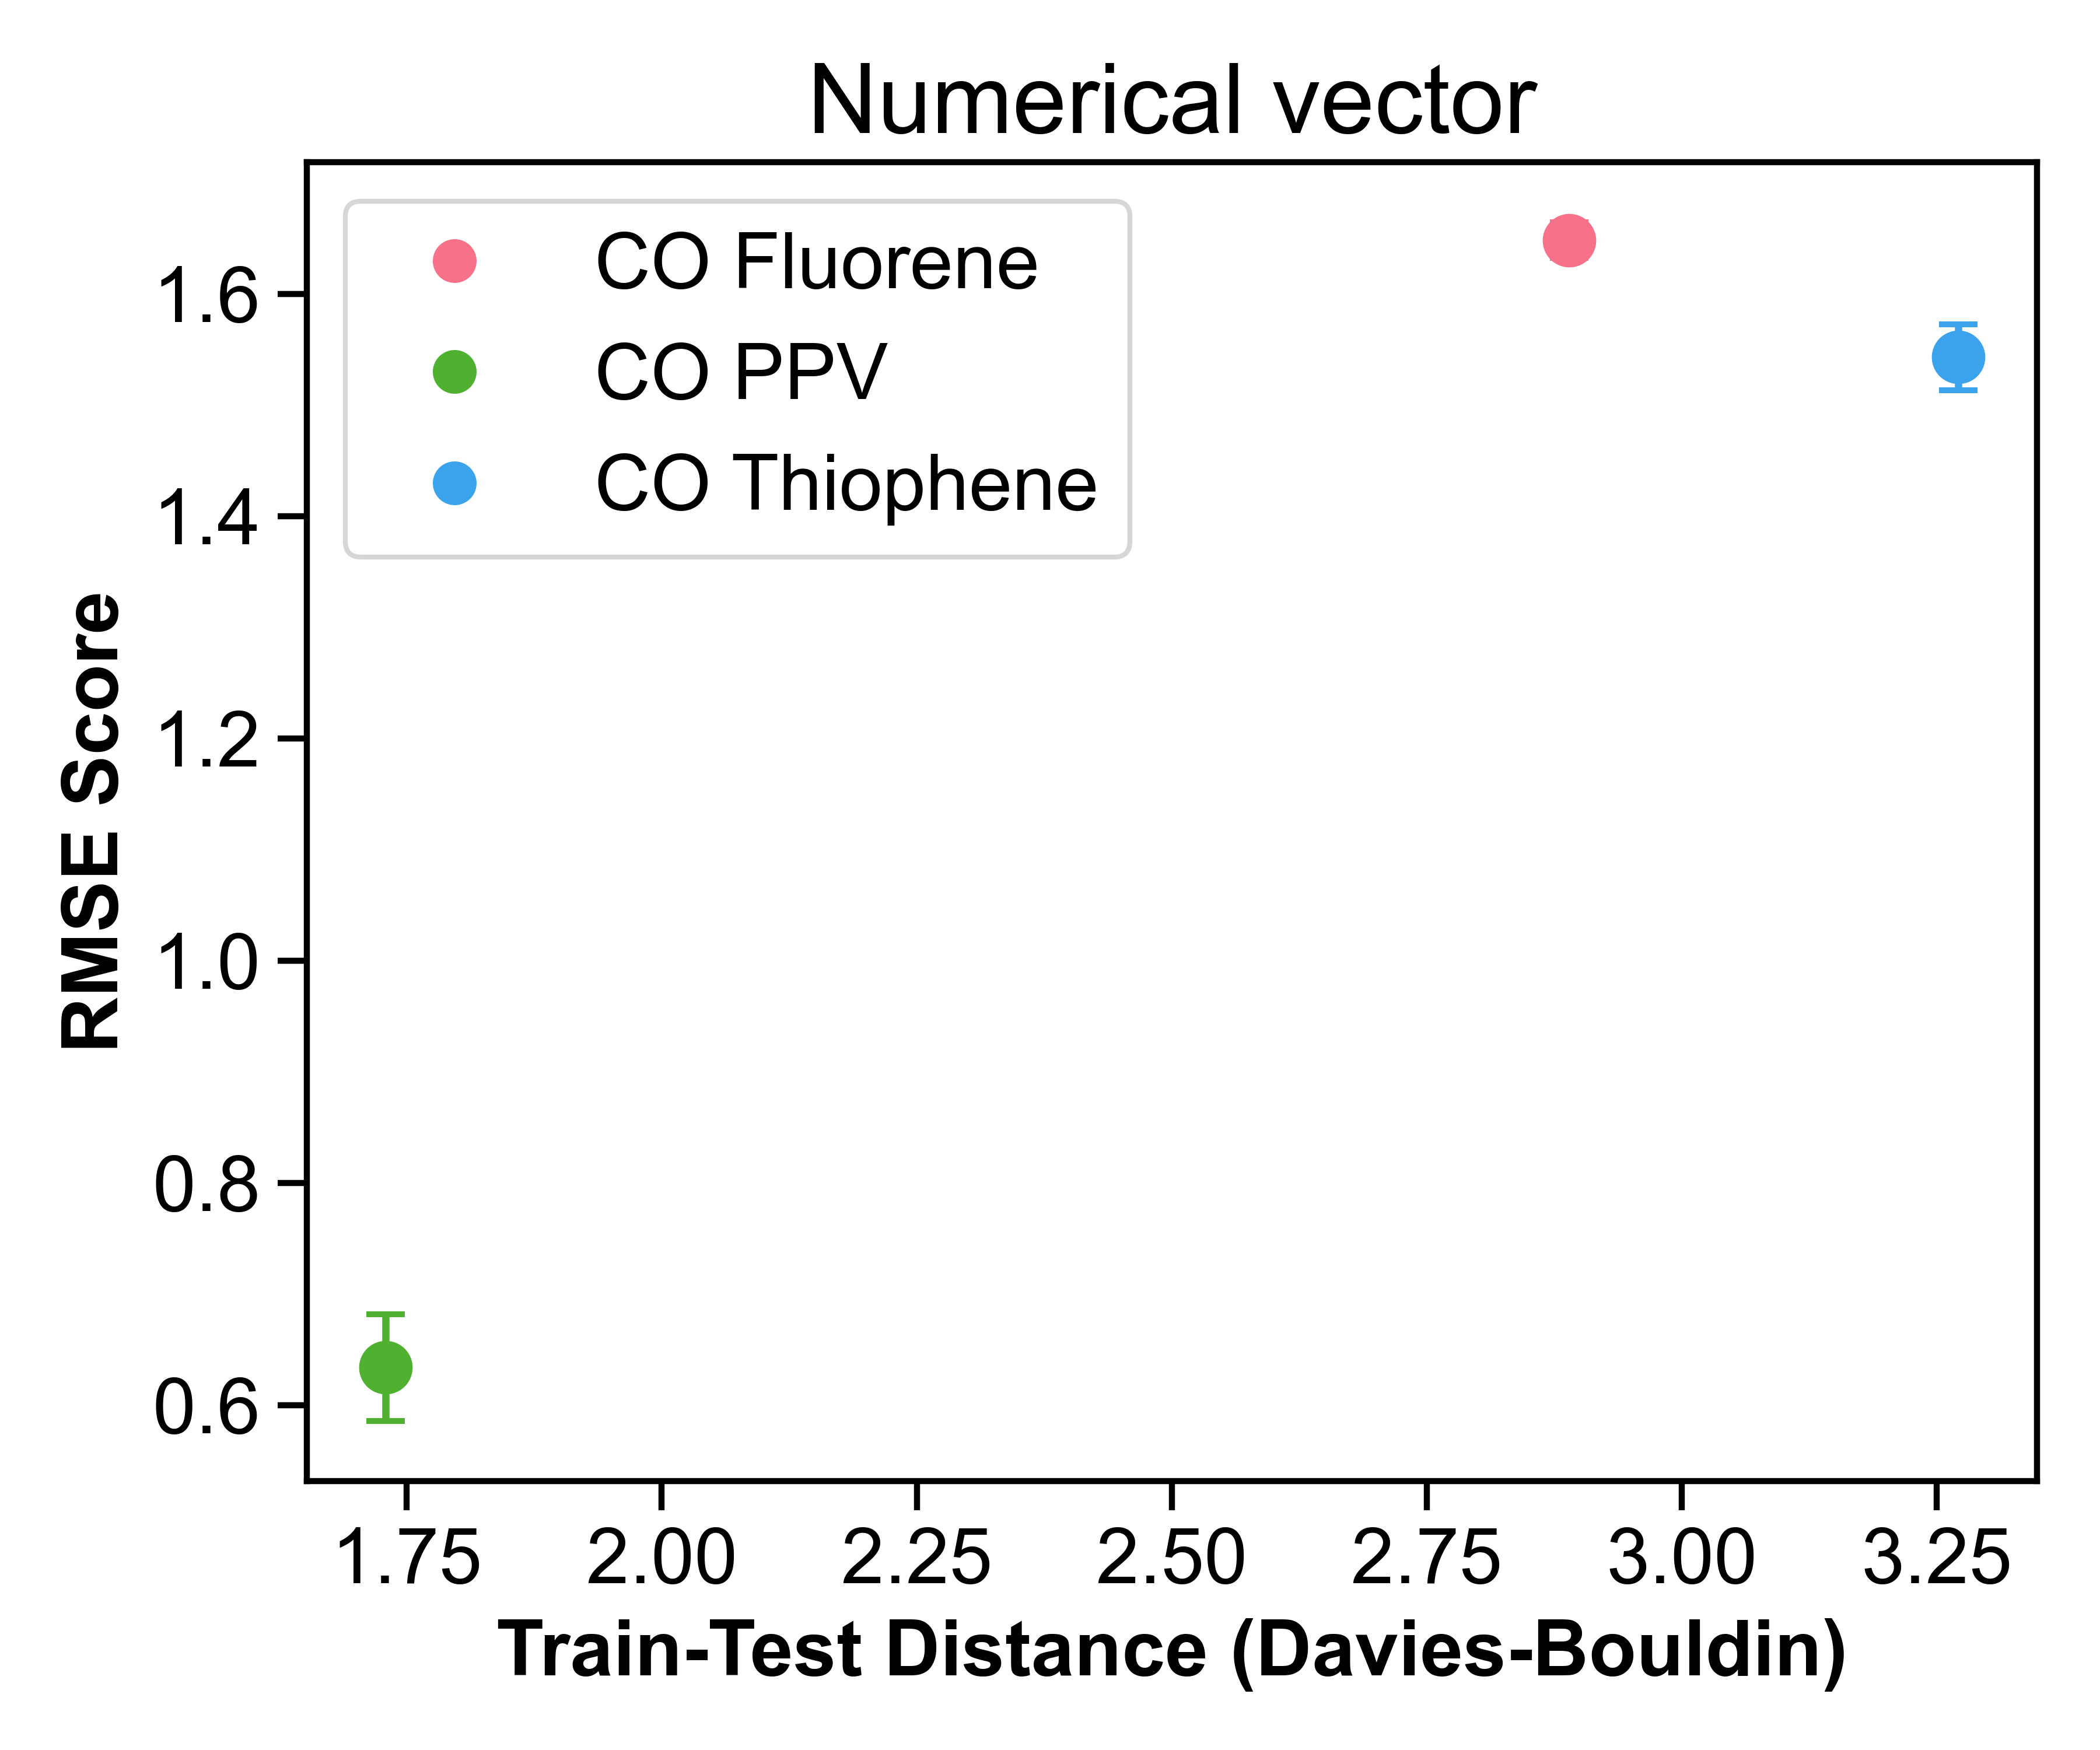 Numerical vector
CO Fluorene
CO PPV
CO Thiophene
RMSE Score
1.6
1.4
1.2
1.0
0.8
0.6
1.75 2.00 2.25 2.50 2.75 3.00 3.25
Train-Test Distance (Davies-Bouldin)